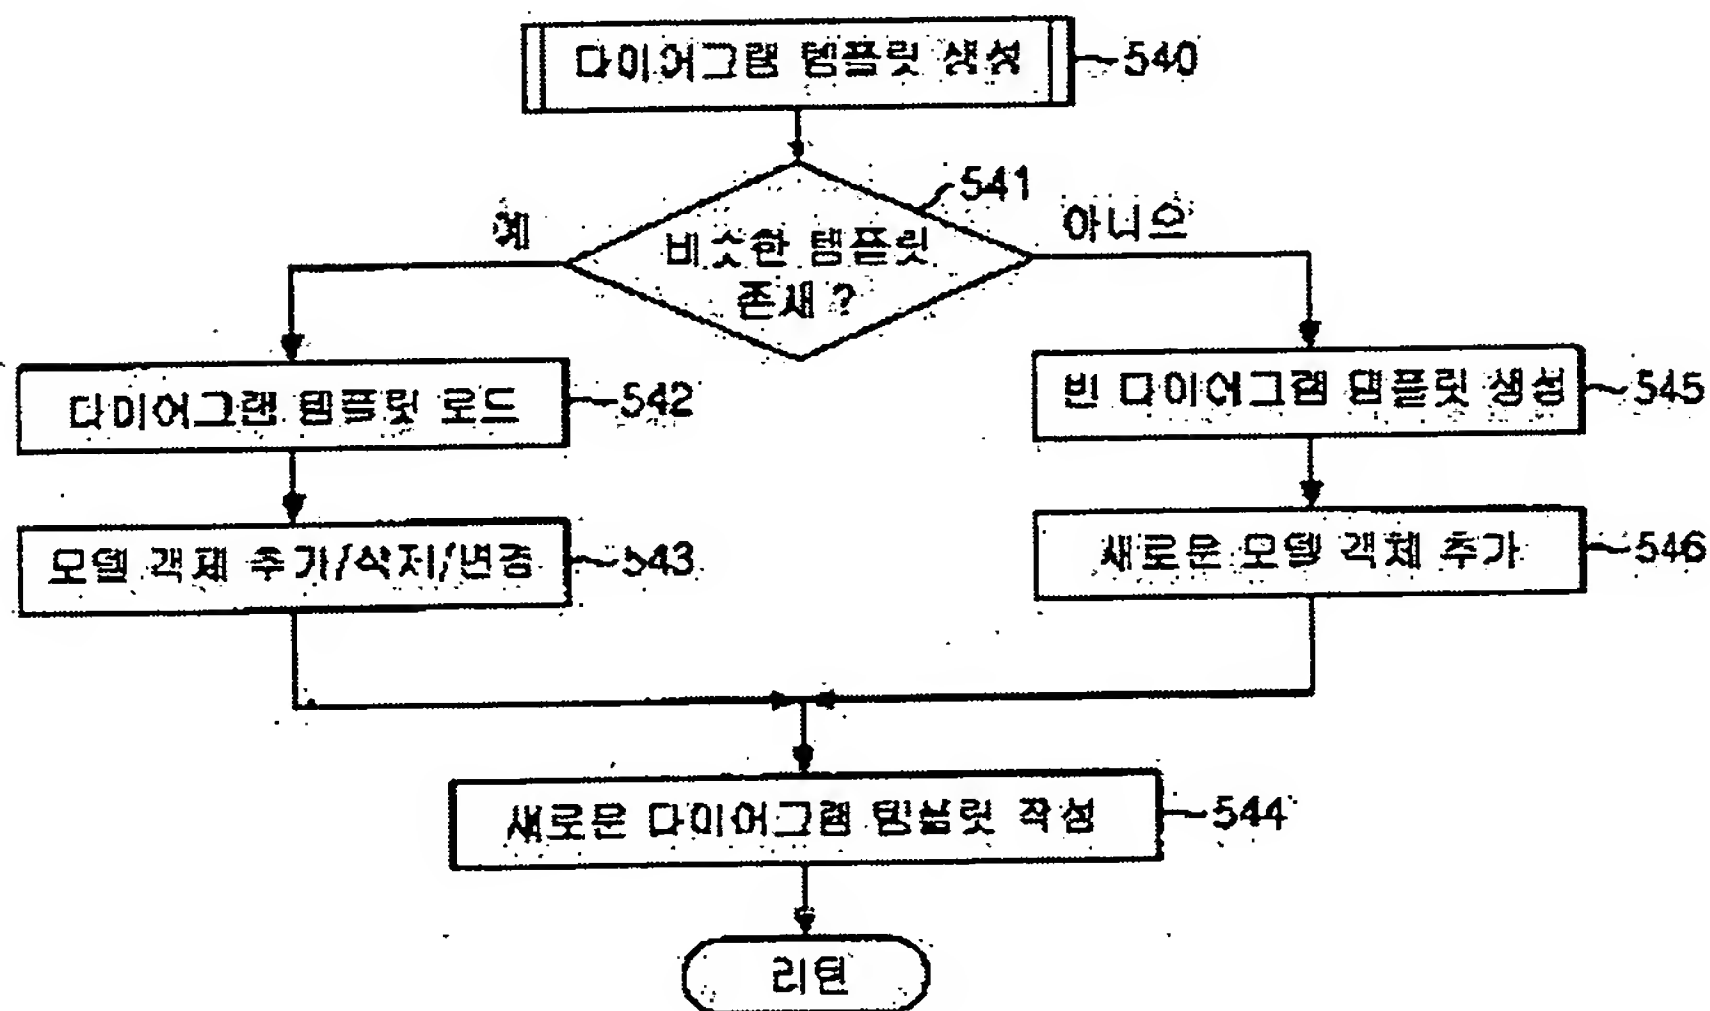 다이어그램 템플릿 생성
540
541
예
아니오
비슷한 템플릿
존재?
다이어그램 템플릿 로드
542
빈 다이어그램 템플릿 생성
545
모델 객체 추가/삭제/변경
543
새로운 모델 객체 추가
546
새로운 다이어그램 템플릿 작성
544
리턴